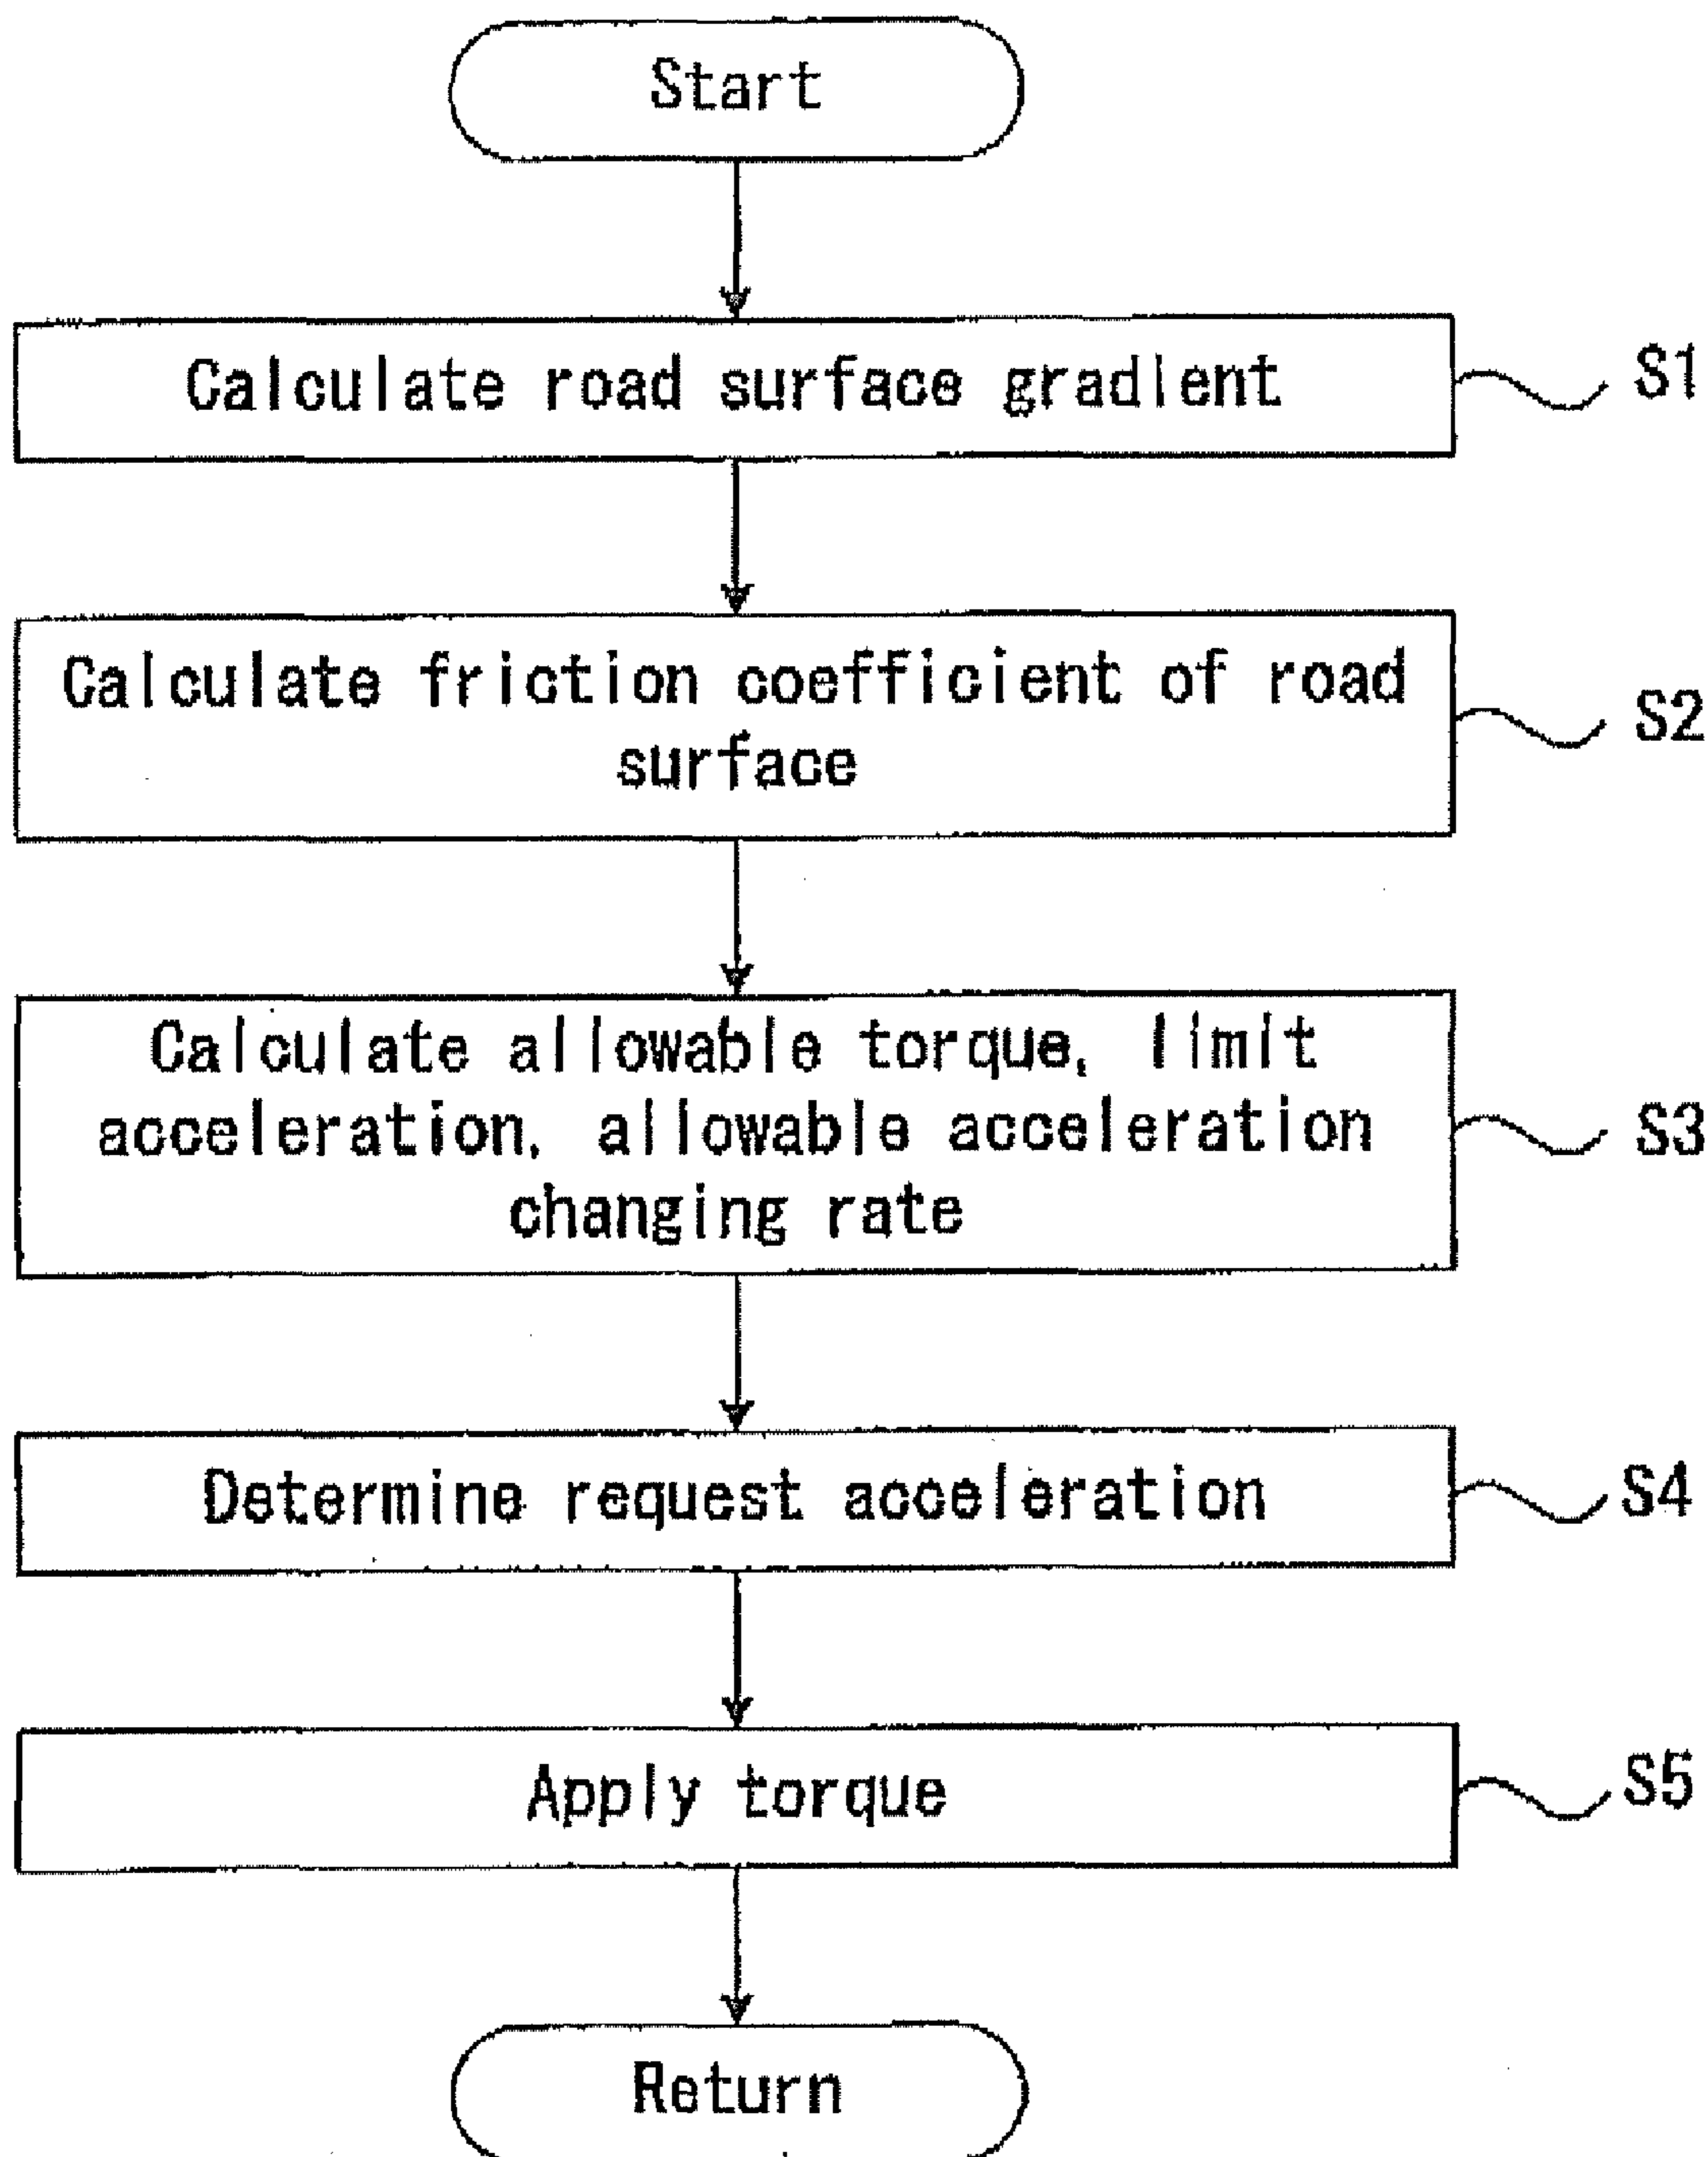 Start
Calculate road surface gradient
S1
Calculate friction coefficient of road
surface
S2
Calculate allowable torque, limit
acceleration, allowable acceleration
changing rate
S3
Determine request acceleration
S4
Apply torque
S5
Return